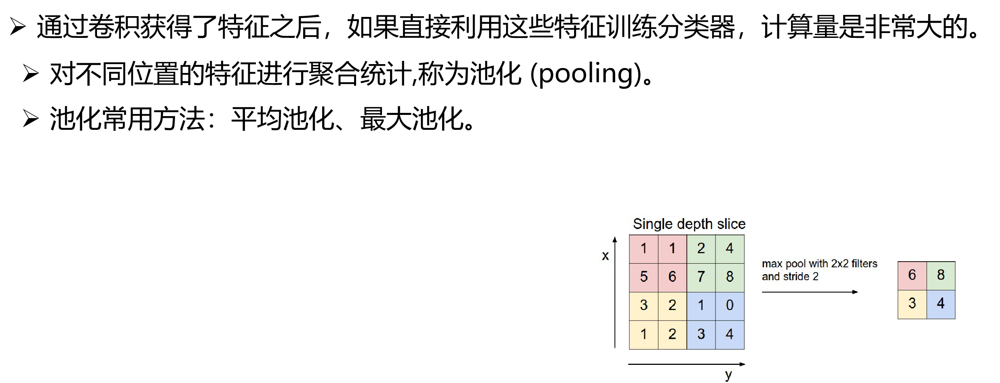 通过卷积获得了特征之后，如果直接利用这些特征训练分类器，计算量是非常大的。
对不同位置的特征进行聚合统计,称为池化 (pooling)。
池化常用方法：平均池化、最大池化。
Single depth slice
x
1 1 2 4
5 6 7 8
3 2 1 0
1 2 3 4
y
max pool with 2x2 filters
and stride 2
6 8
3 4